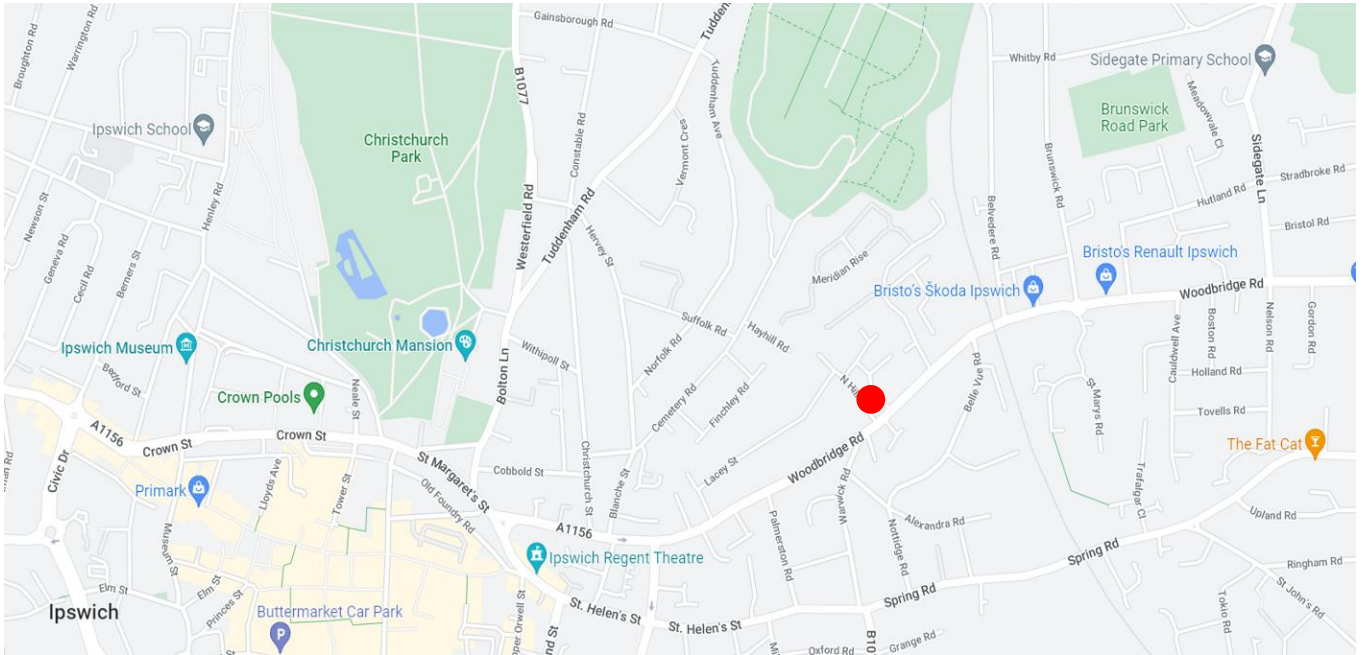 Gainsborough Rd
Broughton Rd
Warrington Rd
B1077
Constable Rd
Tuddenham Ave
Whitby Rd
Sidegate Primary School
Brunswick
Road Park
Meadowvale Cl
Ipswich School
Christchurch
Park
Vermont Cres
Brunswick Rd
Sidegate Ln
Stradbroke Rd
Hutland Rd
Newson St
Henley Rd
Westerfield Rd
Tuddenham Rd
Belvedere Rd
Bristol Rd
Geneva Rd
Cecil Rd
Berners St
Hervey St
Meridian Rise
Bristo's Renault Ipswich
Bristo's Škoda Ipswich
Woodbridge Rd
Ipswich Museum
Christchurch Mansion
Suffolk Rd
Hayhill Rd
Cauldwell Ave
Boston Rd
Nelson Rd
Gordon Rd
Bedford St
Neale St
Bolton Ln
Withipoll St
Norfolk Rd
Belle Vue Rd
Holland Rd
Crown Pools
Cemetery Rd
Finchley Rd
St Marys Rd
Tovells Rd
A1156
Crown St
Crown St
St Margaret's St
Woodbridge Rd
The Fat Cat
Civic Dr
Primark
Lloyds Ave
Tower St
Old Foundry Rd
Cobbold St
Christchurch St
Blanche St
Lacey St
Warwick Rd
Trafalgar Cl
Museum St
A1156
Palmerston Rd
Alexandra Rd
Nottidge Rd
Upland Rd
Ipswich Regent Theatre
Spring Rd
Elm St
Elm St
Princes St
Ringham Rd
Ipswich
Buttermarket Car Park
St. Helen's St
St. Helen's St
Spring Rd
St John's Rd
Tokio Rd
Oxford Rd
Grange Rd